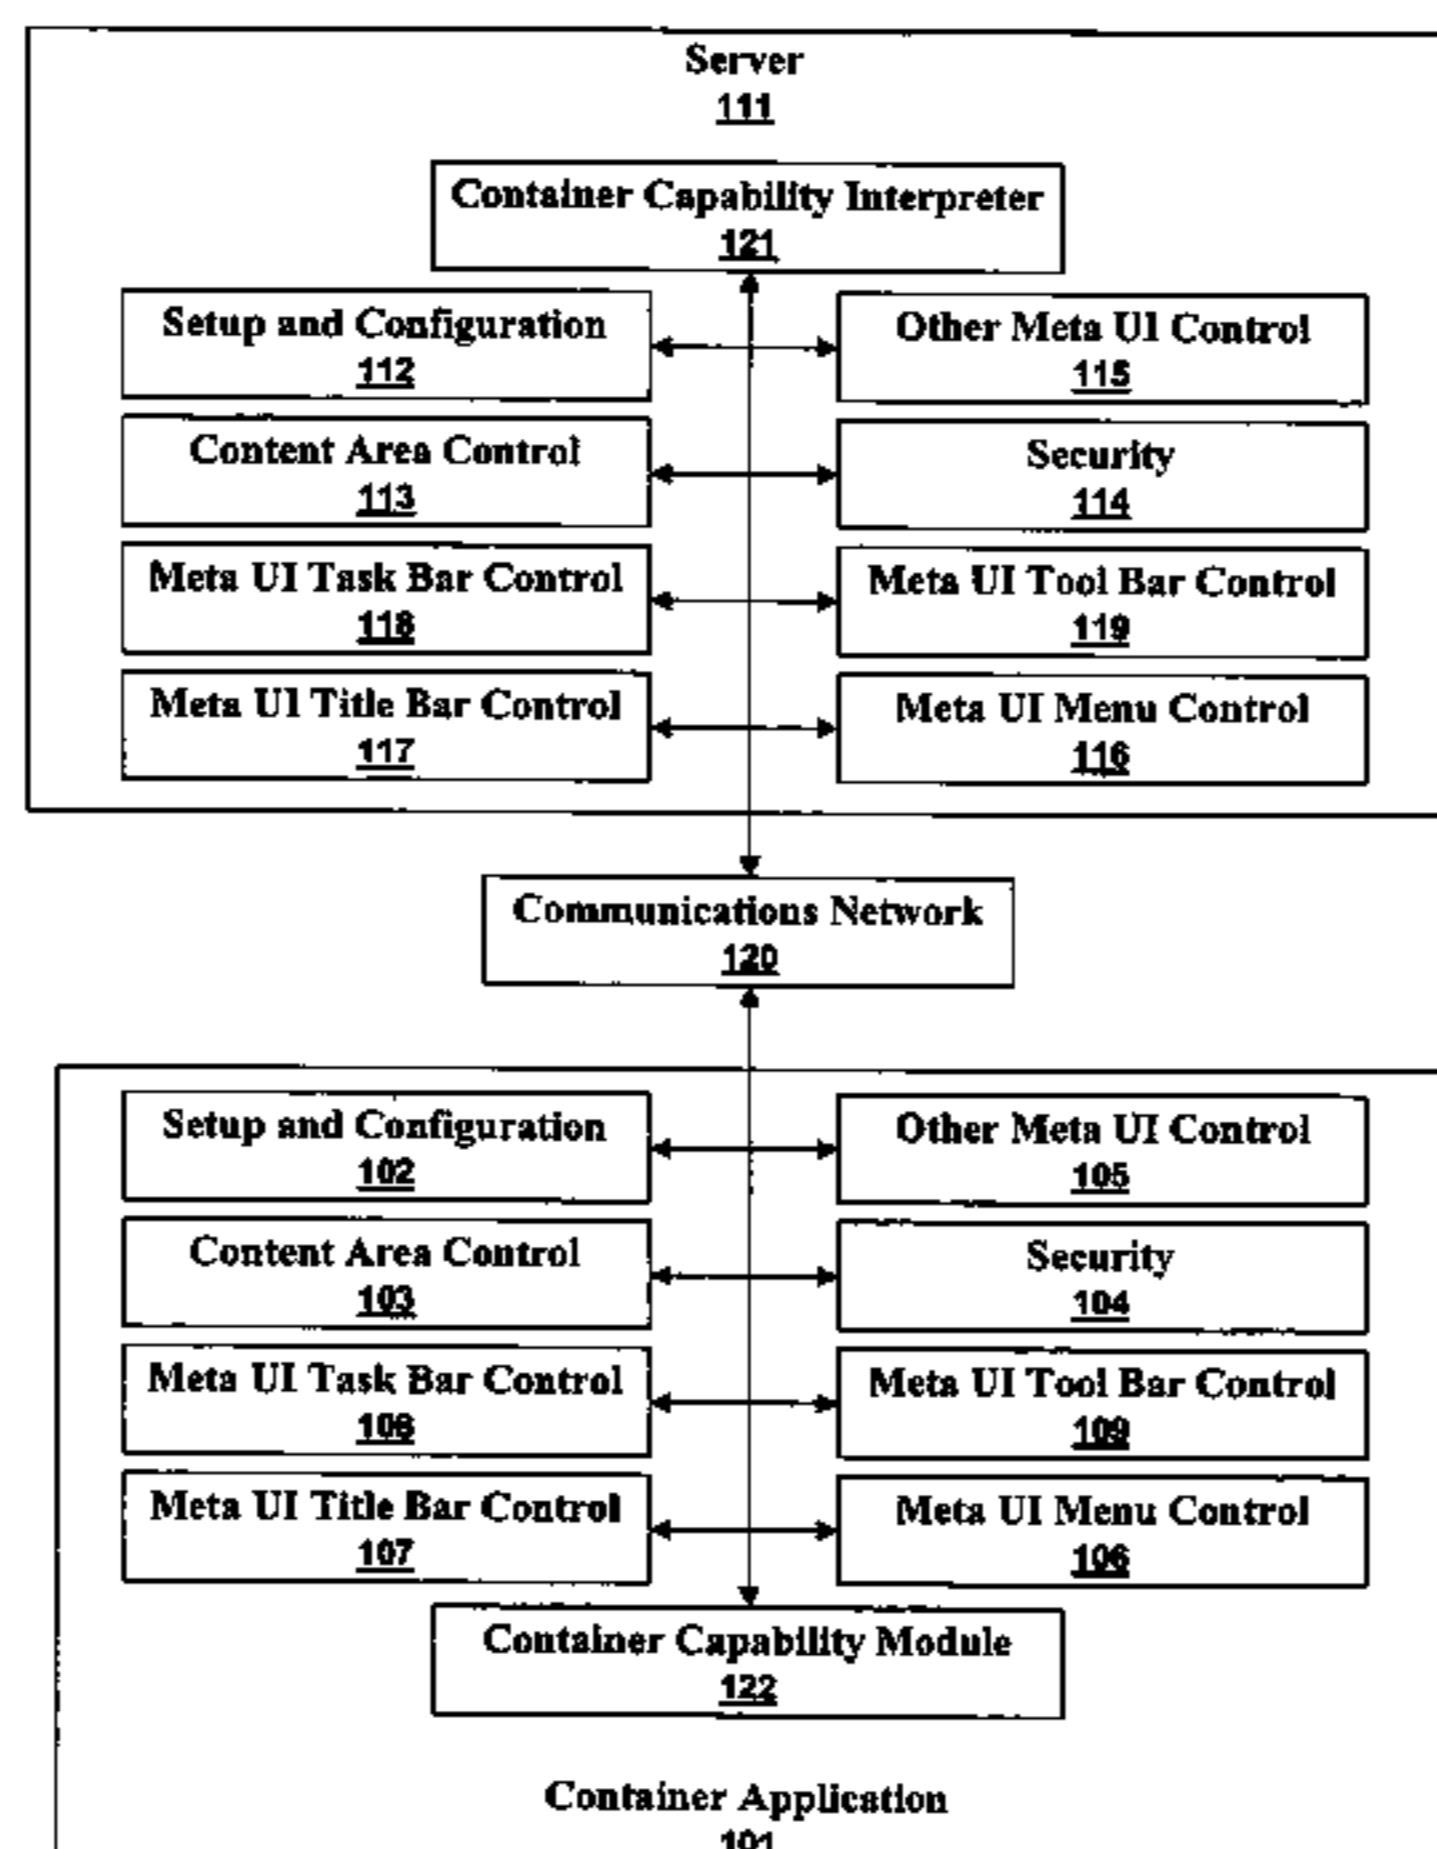 Server
111
Container Capability Interpreter
121
Setup and Configuration
112
Other Meta UI Control
115
Content Area Control
113
Security
114
Meta UI Task Bar Control
118
Meta UI Tool Bar Control
119
Meta UI Title Bar Control
117
Meta UI Menu Control
116
Communications Network
120
Setup and Configuration
102
Other Meta UI Control
105
Content Area Control
103
Security
104
Meta UI Task Bar Control
108
Meta UI Tool Bar Control
109
Meta UI Title Bar Control
107
Meta UI Menu Control
106
Container Capability Module
122
Container Application
101